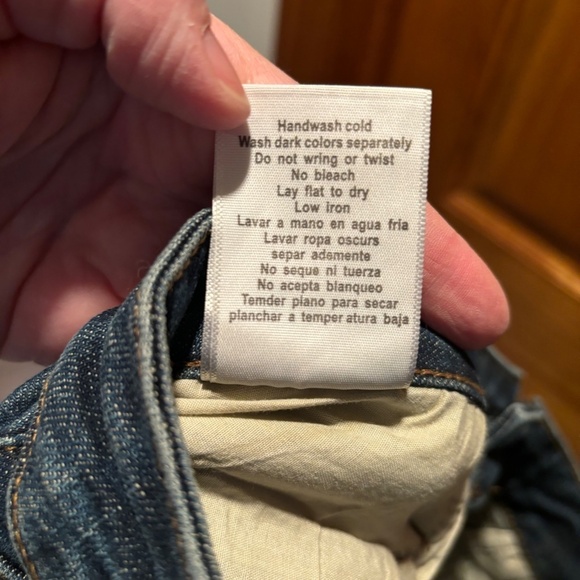 Handwash cold
Wash dark colors separately
Do not wring or twist
No bleach
Lay flat to dry
Low iron
Lavar a mano en agua fria
Lavar ropa oscurs
separ ademente
No seque ni tuerza
No acepta blanqueo
Temder piano para secar
planchar a temper atura baja